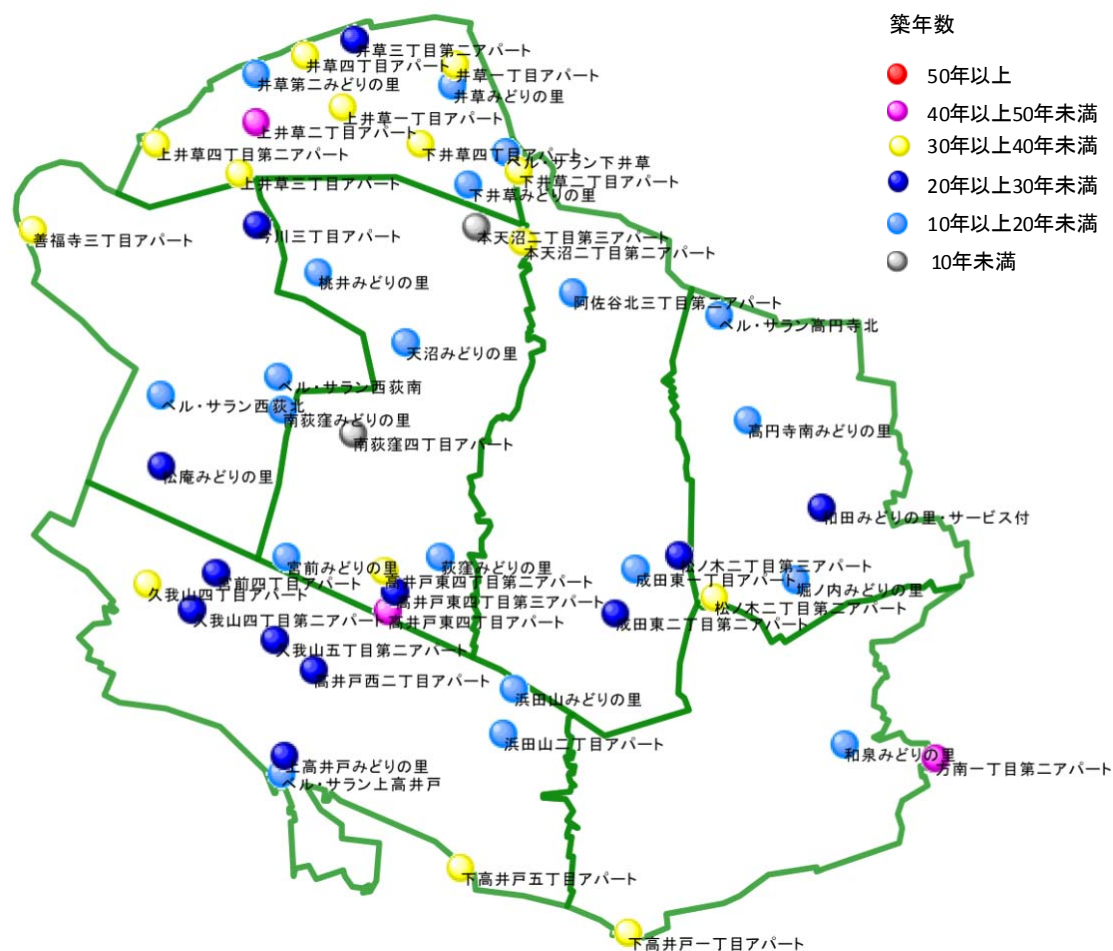 築年数
50年以上
40年以上50年未満
30年以上40年未満
20年以上30年未満
10年以上20年未満
10年未満
井草三丁目第二アパート
井草四丁目アパート
井草一丁目アパート
井草第二みどりの里
井草みどりの里
上井草一丁目アパート
上井草二丁目アパート
上井草四丁目第二アパート
下井草四丁目アパート
ベル・サラン下井草
上井草三丁目アパート
下井草二丁目アパート
下井草みどりの里
善福寺三丁目アパート
今川三丁目アパート
本天沼二丁目第三アパート
本天沼二丁目第二アパート
桃井みどりの里
阿佐谷北三丁目第二アパート
ベル・サラン高円寺北
天沼みどりの里
ベル・サラン西荻南
ベル・サラン西荻北
南荻窪みどりの里
高円寺南みどりの里
南荻窪四丁目アパート
松庵みどりの里
和田みどりの里・サービス付
宮前みどりの里
荻窪みどりの里
松ノ木二丁目第三アパート
宮前四丁目アパート
高井戸東四丁目第二アパート
成田東一丁目アパート
堀ノ内みどりの里
久我山四丁目アパート
高井戸東四丁目第三アパート
松ノ木二丁目第二アパート
久我山四丁目第二アパート
高井戸東四丁目アパート
成田東二丁目第二アパート
久我山五丁目第二アパート
高井戸西二丁目アパート
浜田山みどりの里
浜田山二丁目アパート
和泉みどりの里
上高井戸みどりの里
方南一丁目第二アパート
ベル・サラン上高井戸
下高井戸五丁目アパート
下高井戸一丁目アパート